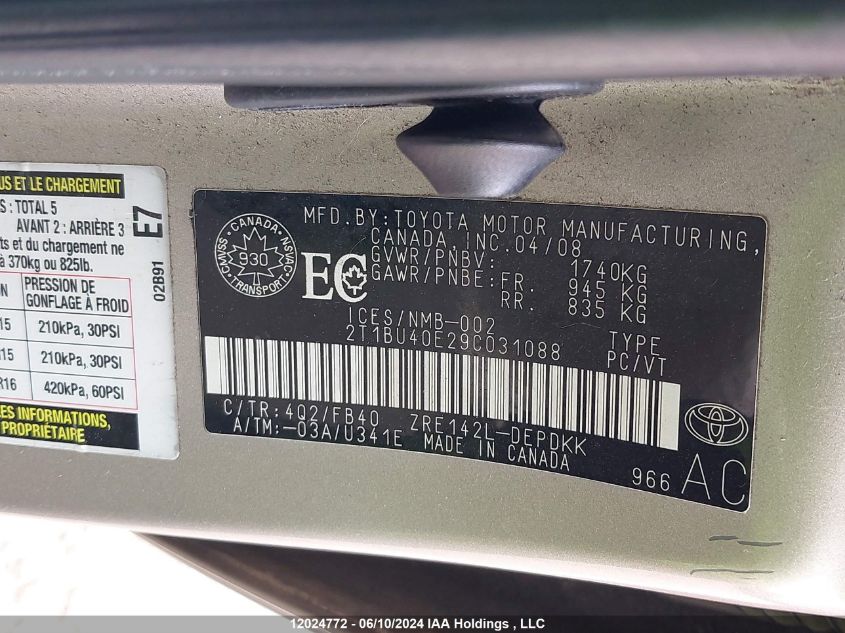 US ET LE CHARGEMENT
S : TOTAL 5
AVANT 2 : ARRIÈRE 3
ts et du chargement ne
à 370kg ou 825lb.
ON
PRESSION DE
GONFLAGE À FROID
15
210kPa, 30PSI
15
210kPa, 30PSI
R16
420kPa, 60PSI
LES INFORMATIONS,
PROPRIÉTAIRE
E7
02B91
CANADA
CMVSS
NSVAC
930
TRANSPORT
EC
MFD.BY:TOYOTA MOTOR MANUFACTURING,
CANADA, INC.04/08
GVWR/PNBV: 1740KG
GAWR/PNBE:FR. 945 KG
RR. 835 KG
ICES/NMB-002
2T1BU40E29C031088
TYPE
PC/VT
C/TR:4Q2/FB40 ZRE142L-DEPDKK
A/TM:-03A/U341E MADE IN CANADA
966 AC
12024772 - 06/10/2024 IAA Holdings , LLC